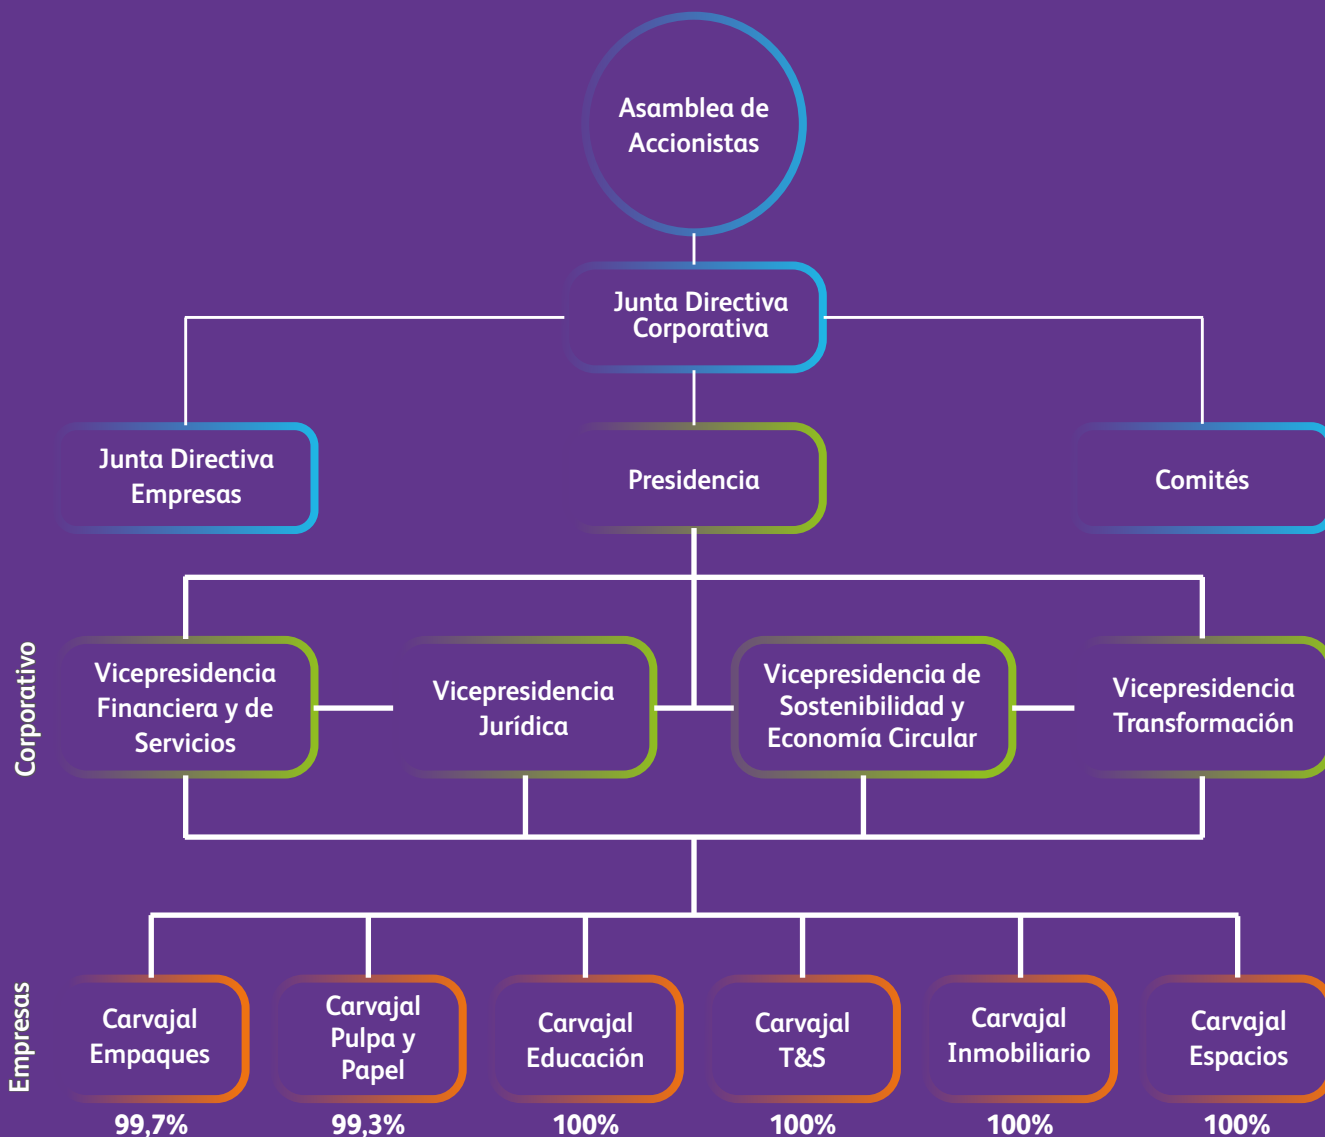 Asamblea de
Accionistas
Junta Directiva
Corporativa
Junta Directiva
Empresas
Presidencia
Comités
Corporativo
Vicepresidencia
Financiera y de
Servicios
Vicepresidencia
Jurídica
Vicepresidencia de
Sostenibilidad y
Economía Circular
Vicepresidencia
Transformación
Empresas
Carvajal
Empaques
Carvajal
Pulpa y
Papel
Carvajal
Educación
Carvajal
T&S
Carvajal
Inmobiliario
Carvajal
Espacios
99,7%
99,3%
100%
100%
100%
100%